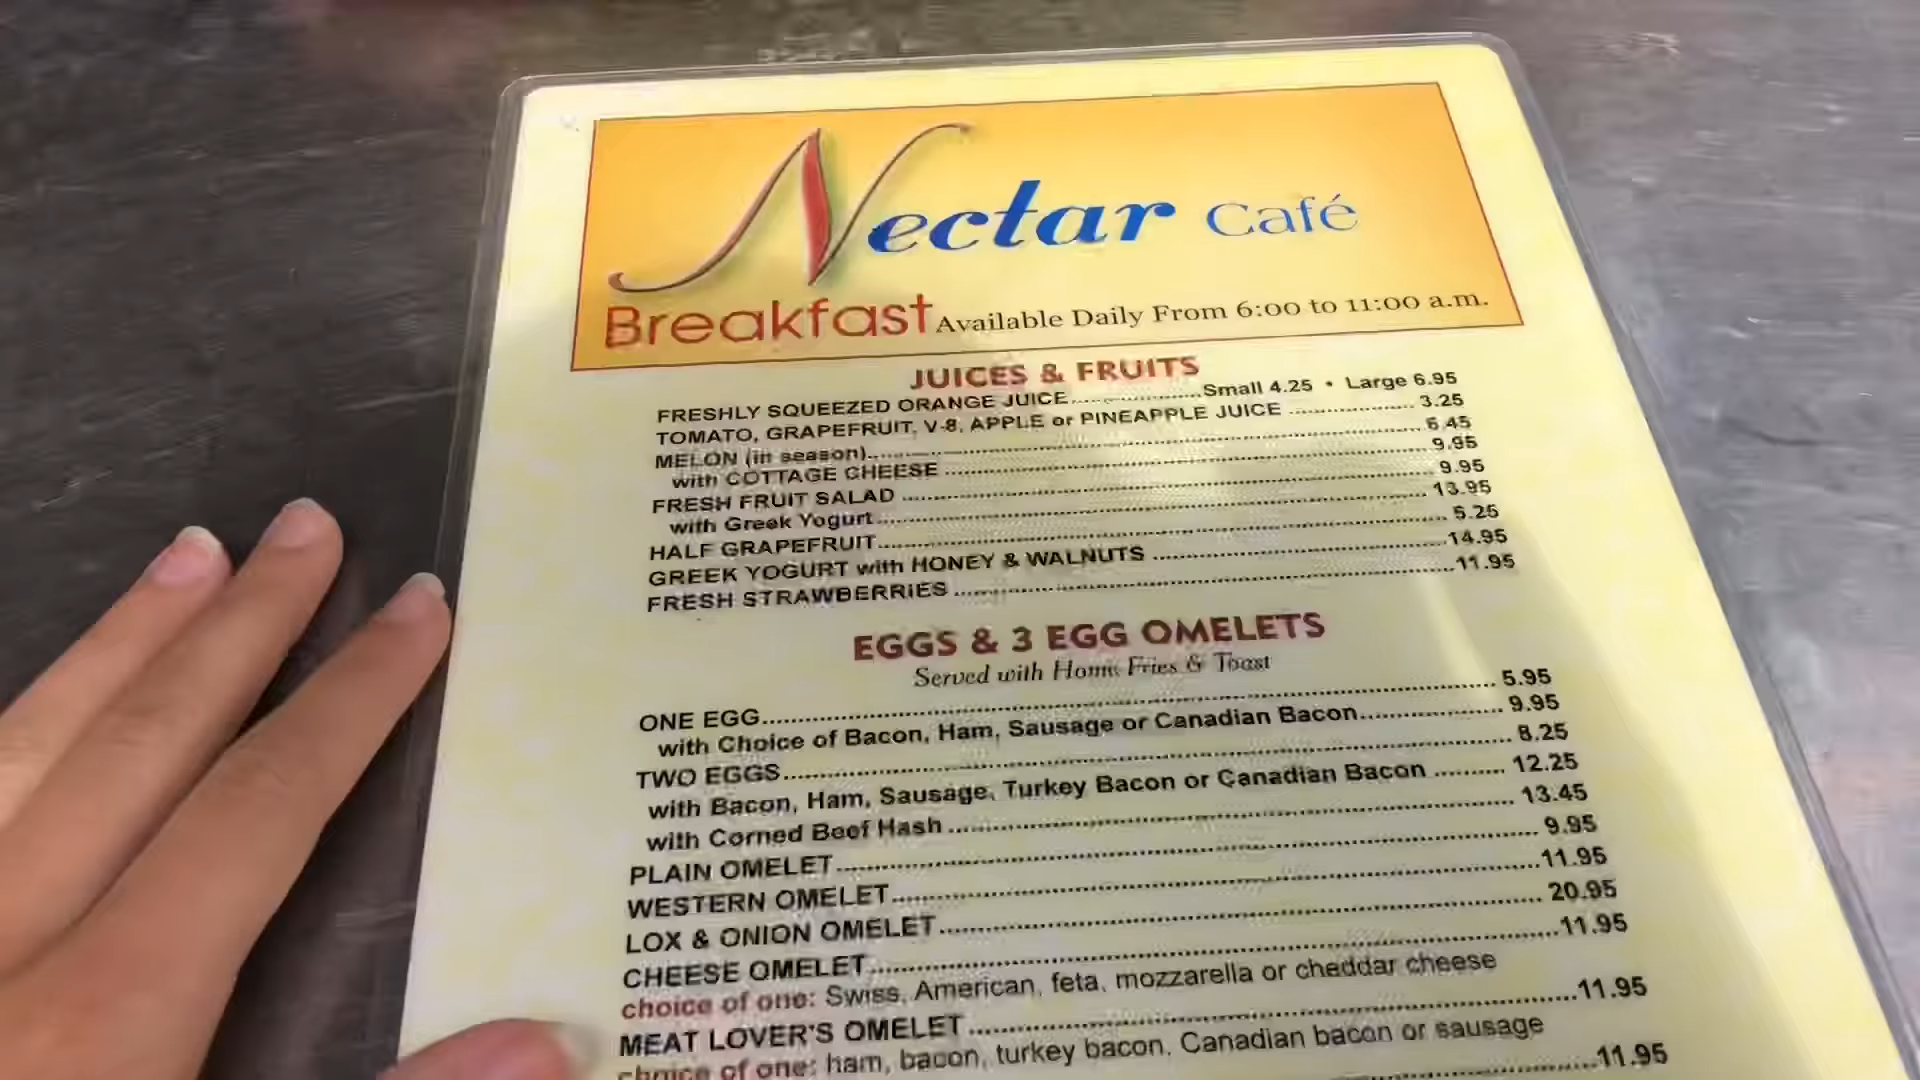 Nectar Café
Breakfast Available Daily From 6:00 to 11:00 a.m.
JUICES & FRUITS
FRESHLY SQUEEZED ORANGE JUICE....................Small 4.25 • Large 6.95
TOMATO, GRAPEFRUIT, V-8, APPLE or PINEAPPLE JUICE .................... 3.25
MELON (in season).................... 6.45
with COTTAGE CHEESE .................... 9.95
FRESH FRUIT SALAD .................... 9.95
with Greek Yogurt.................... 13.95
HALF GRAPEFRUIT.................... 5.25
GREEK YOGURT with HONEY & WALNUTS ....................14.95
FRESH STRAWBERRIES ....................11.95
EGGS & 3 EGG OMELETS
Served with Home Fries & Toast
ONE EGG.................... 5.95
with Choice of Bacon, Ham, Sausage or Canadian Bacon.................... 9.95
TWO EGGS.................... 8.25
with Bacon, Ham, Sausage, Turkey Bacon or Canadian Bacon .......... 12.25
with Corned Beef Hash .................... 13.45
PLAIN OMELET.................... 9.95
WESTERN OMELET....................11.95
LOX & ONION OMELET.................... 20.95
CHEESE OMELET....................11.95
choice of one: Swiss, American, feta, mozzarella or cheddar cheese
MEAT LOVER'S OMELET....................11.95
choice of one: ham, bacon, turkey bacon, Canadian bacon or sausage
....................11.95